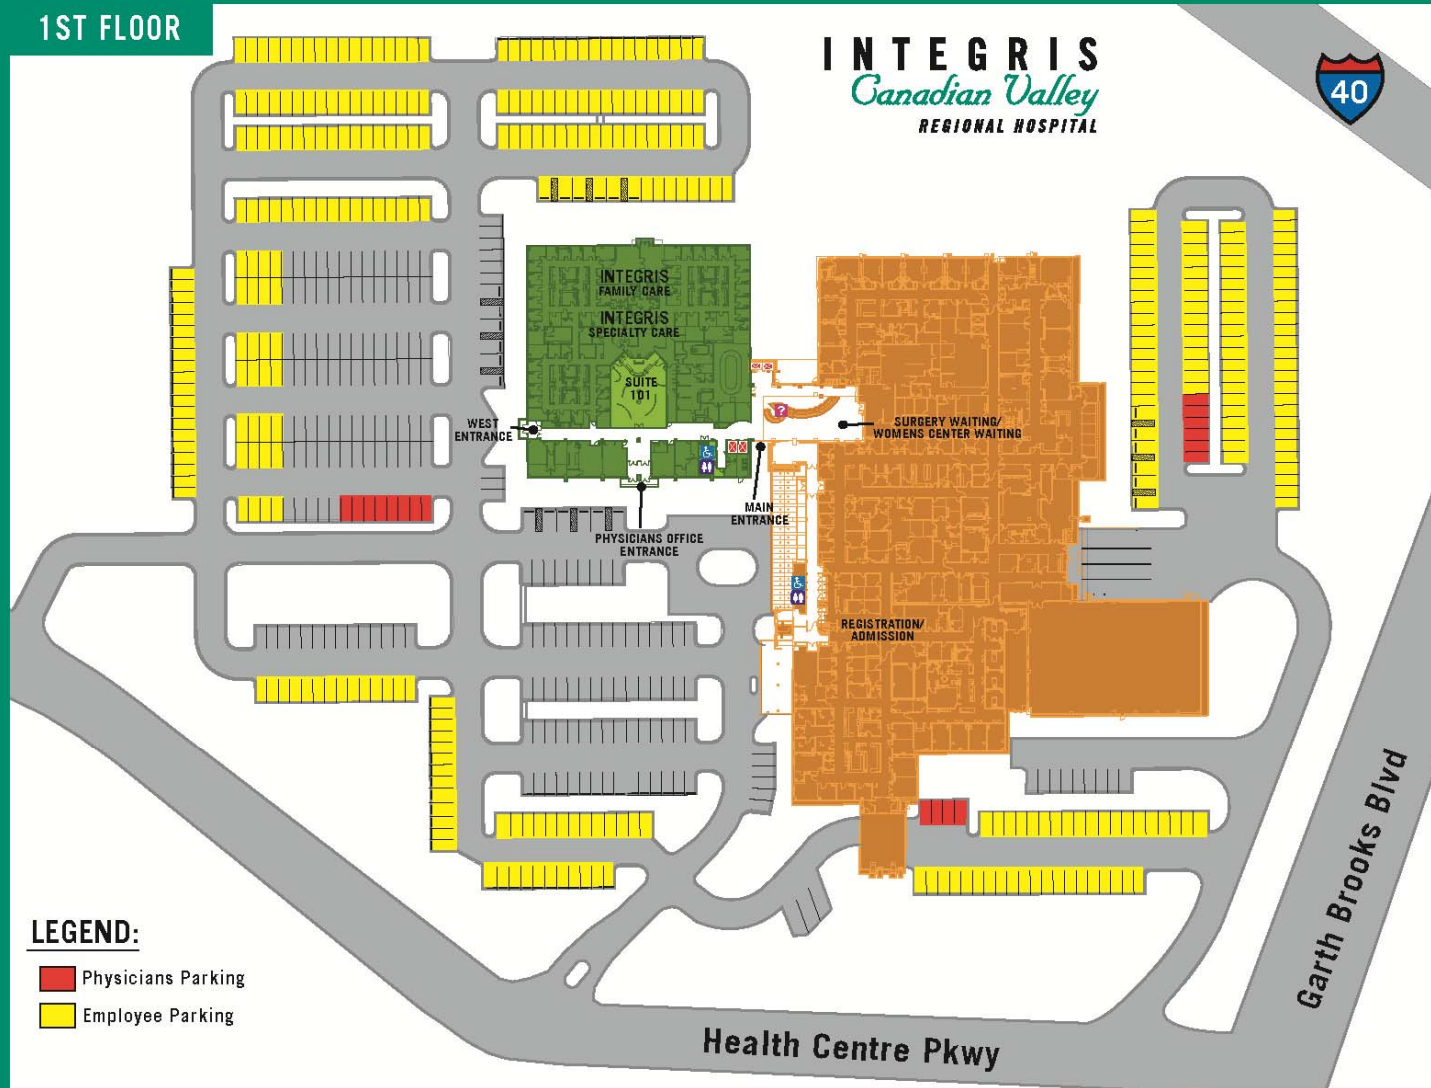 1ST FLOOR
INTEGRIS
Canadian Valley
REGIONAL HOSPITAL
40
INTEGRIS
FAMILY CARE
INTEGRIS
SPECIALTY CARE
SUITE
101
WEST
ENTRANCE
?
SURGERY WAITING/
WOMENS CENTER WAITING
MAIN
ENTRANCE
PHYSICIANS OFFICE
ENTRANCE
REGISTRATION/
ADMISSION
Garth Brooks Blvd
LEGEND:
Physicians Parking
Employee Parking
Health Centre Pkwy